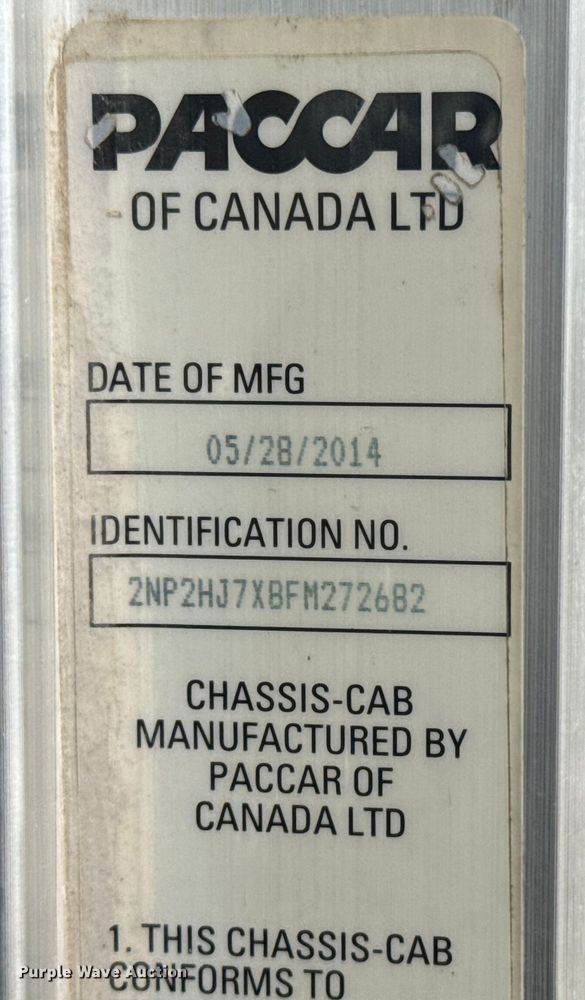 PACCAR
OF CANADA LTD
DATE OF MFG
05/28/2014
IDENTIFICATION NO.
2NP2HJ7X8FM272682
CHASSIS-CAB
MANUFACTURED BY
PACCAR OF
CANADA LTD
1. THIS CHASSIS-CAB
CONFORMS TO
Purple Wave Auction